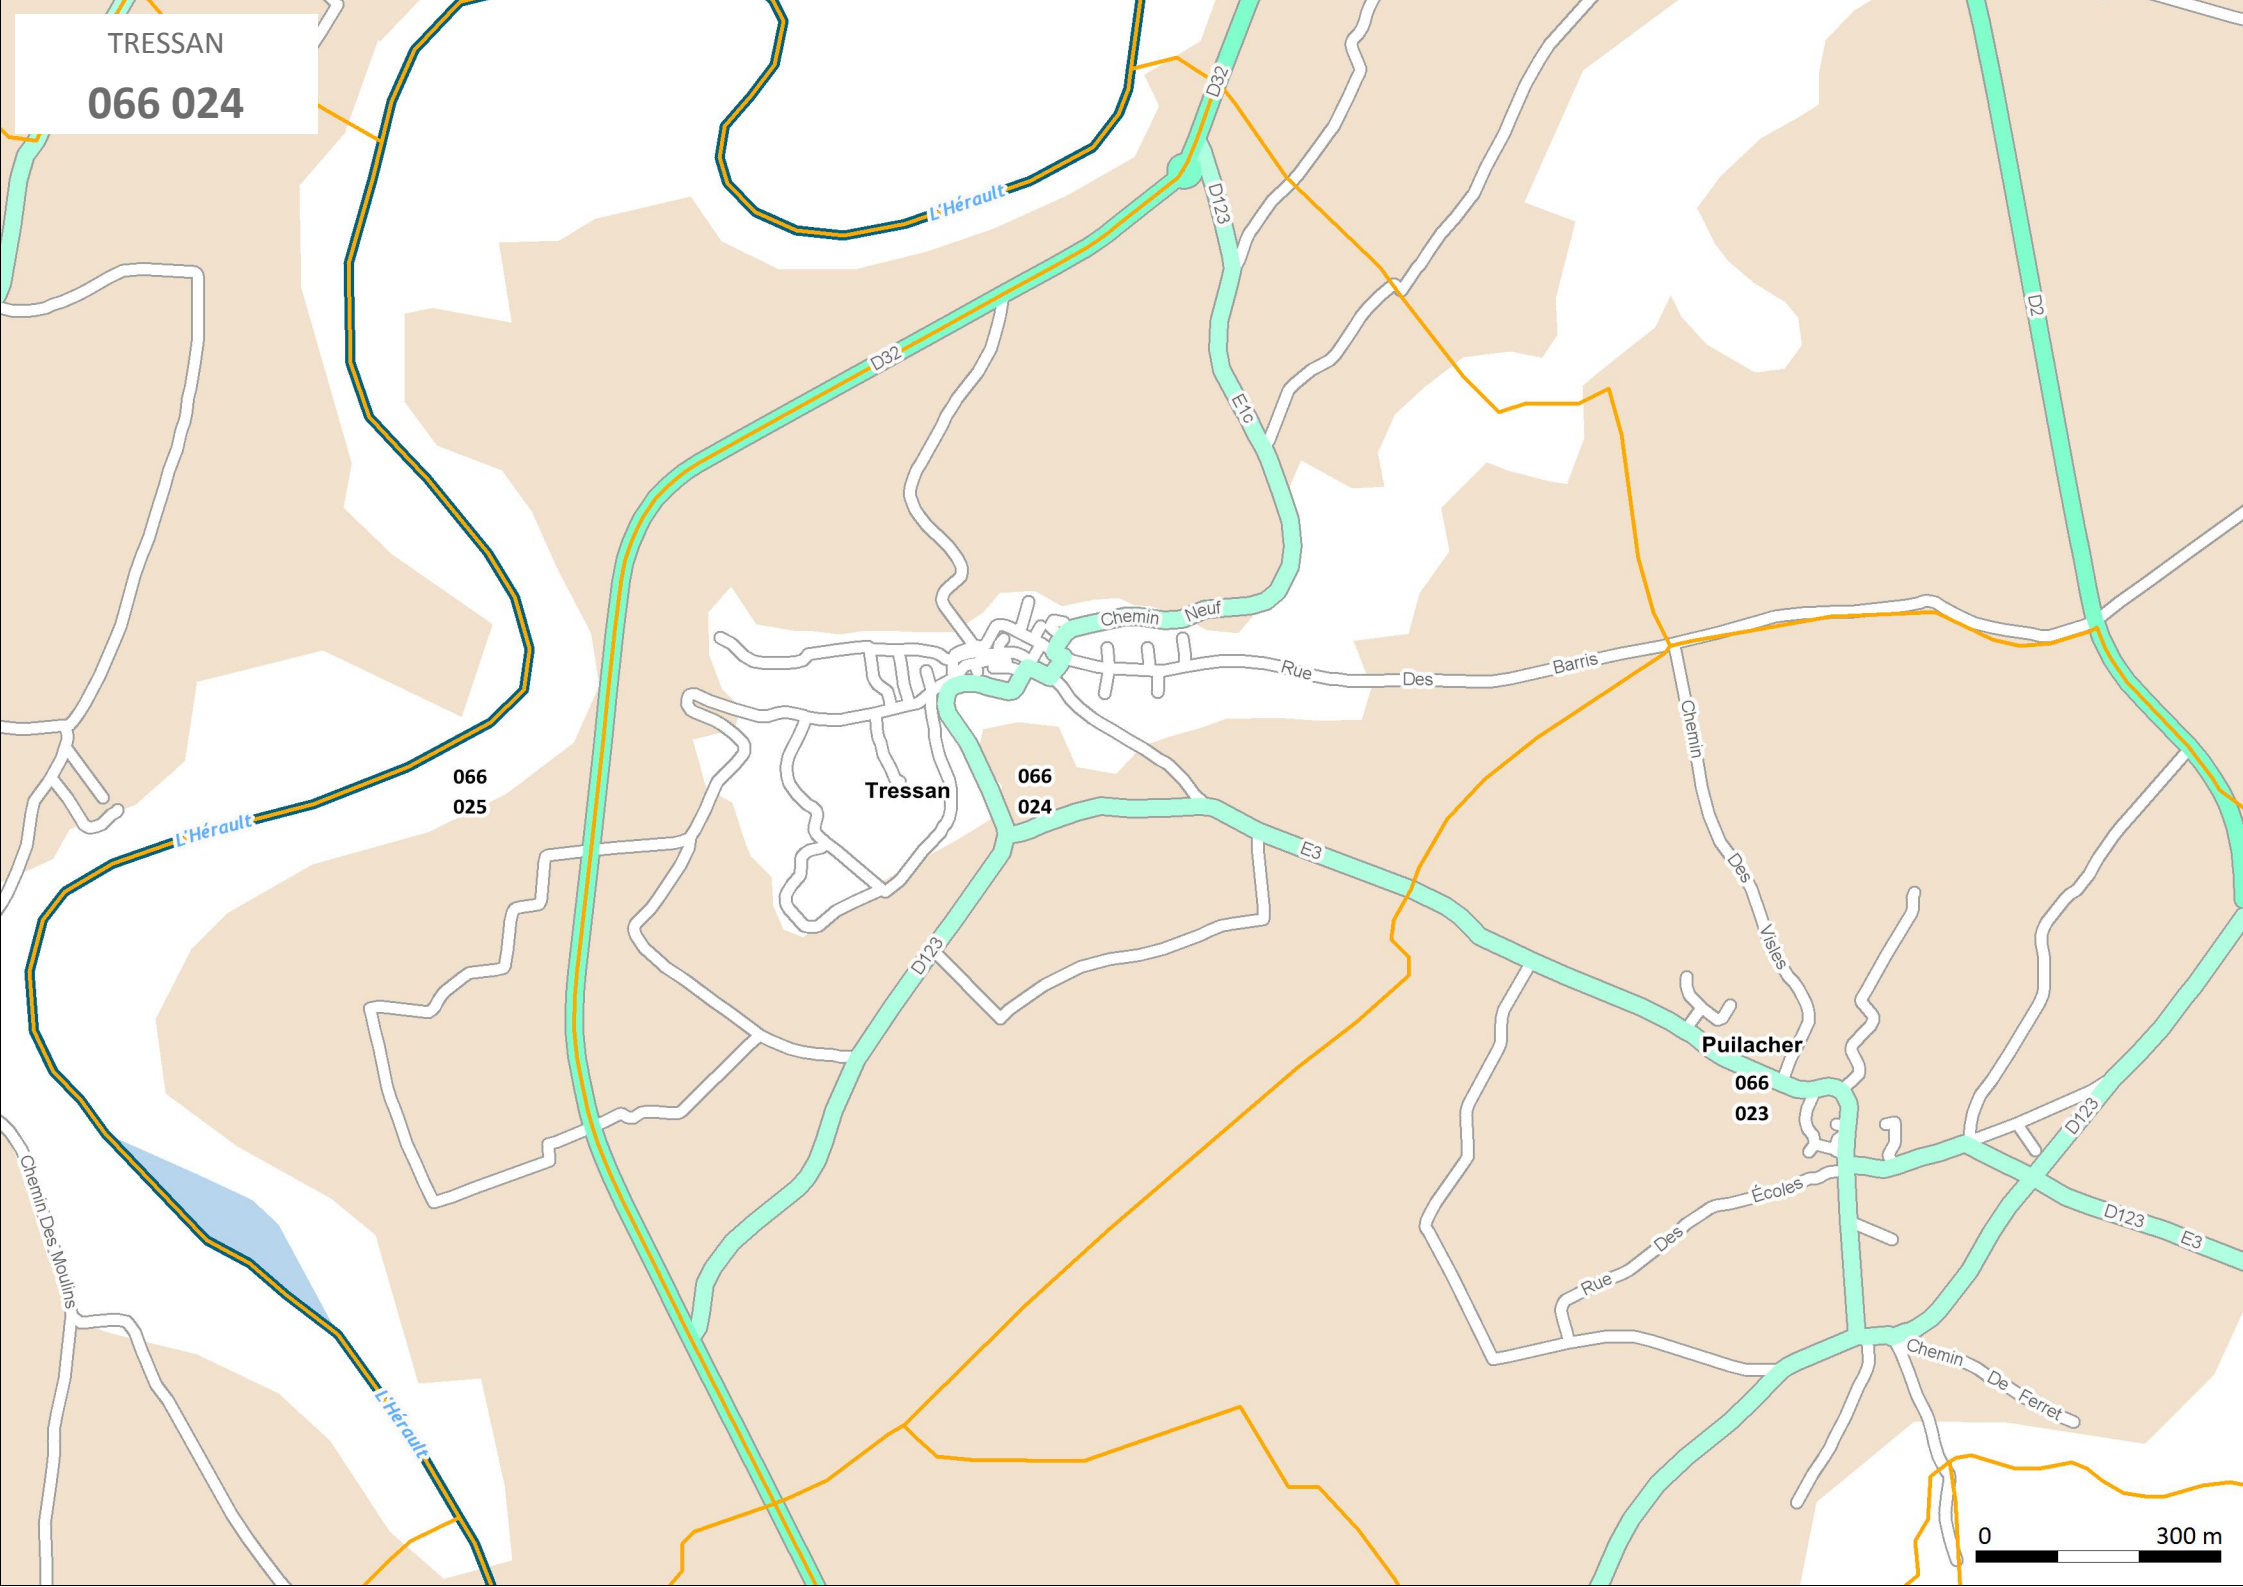 TRESSAN
066 024
D32
D123
L'Hérault
D2
D32
E1c
Chemin Neuf
Rue Des Barris
Chemin Des Visles
066
025
Tressan
066
024
L'Hérault
E3
D123
Puilacher
066
023
D123
Chemin Des Moulins
Rue Des Écoles
D123
E3
Chemin De Ferret
L'Hérault
0 300 m